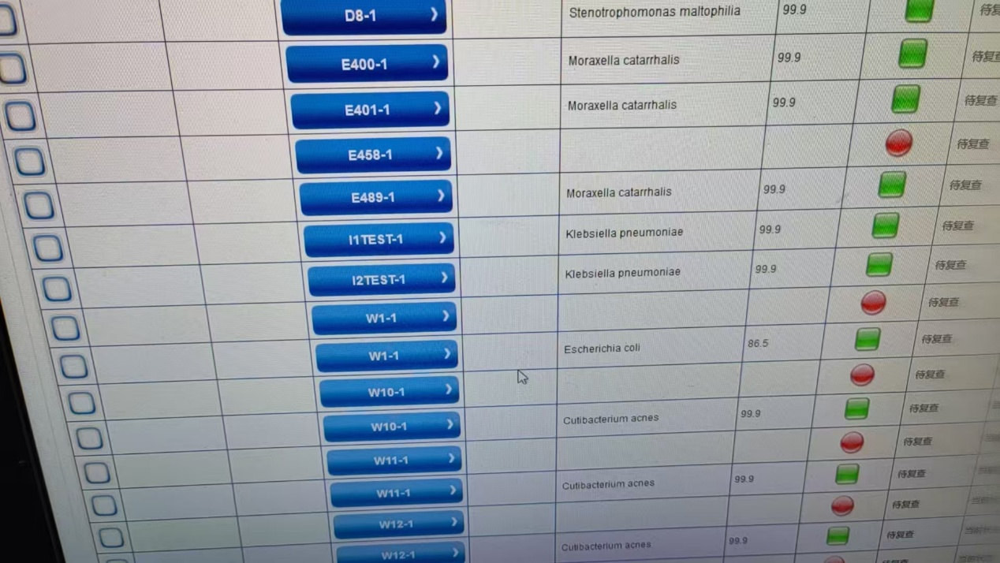 D8-1 Stenotrophomonas maltophilia 99.9 待
E400-1 Moraxella catarrhalis 99.9 待复查
E401-1 Moraxella catarrhalis 99.9 待复查
E458-1 待复查
E489-1 Moraxella catarrhalis 99.9 待复查
I1TEST-1 Klebsiella pneumoniae 99.9 待复查
I2TEST-1 Klebsiella pneumoniae 99.9 待复查
W1-1 待复查
W1-1 Escherichia coli 86.5 待复查
W10-1 待复查
W10-1 Cutibacterium acnes 99.9 待复查
W11-1 待复查
W11-1 Cutibacterium acnes 99.9 待复查
W12-1 待复查
W12-1 Cutibacterium acnes 99.9 待复查